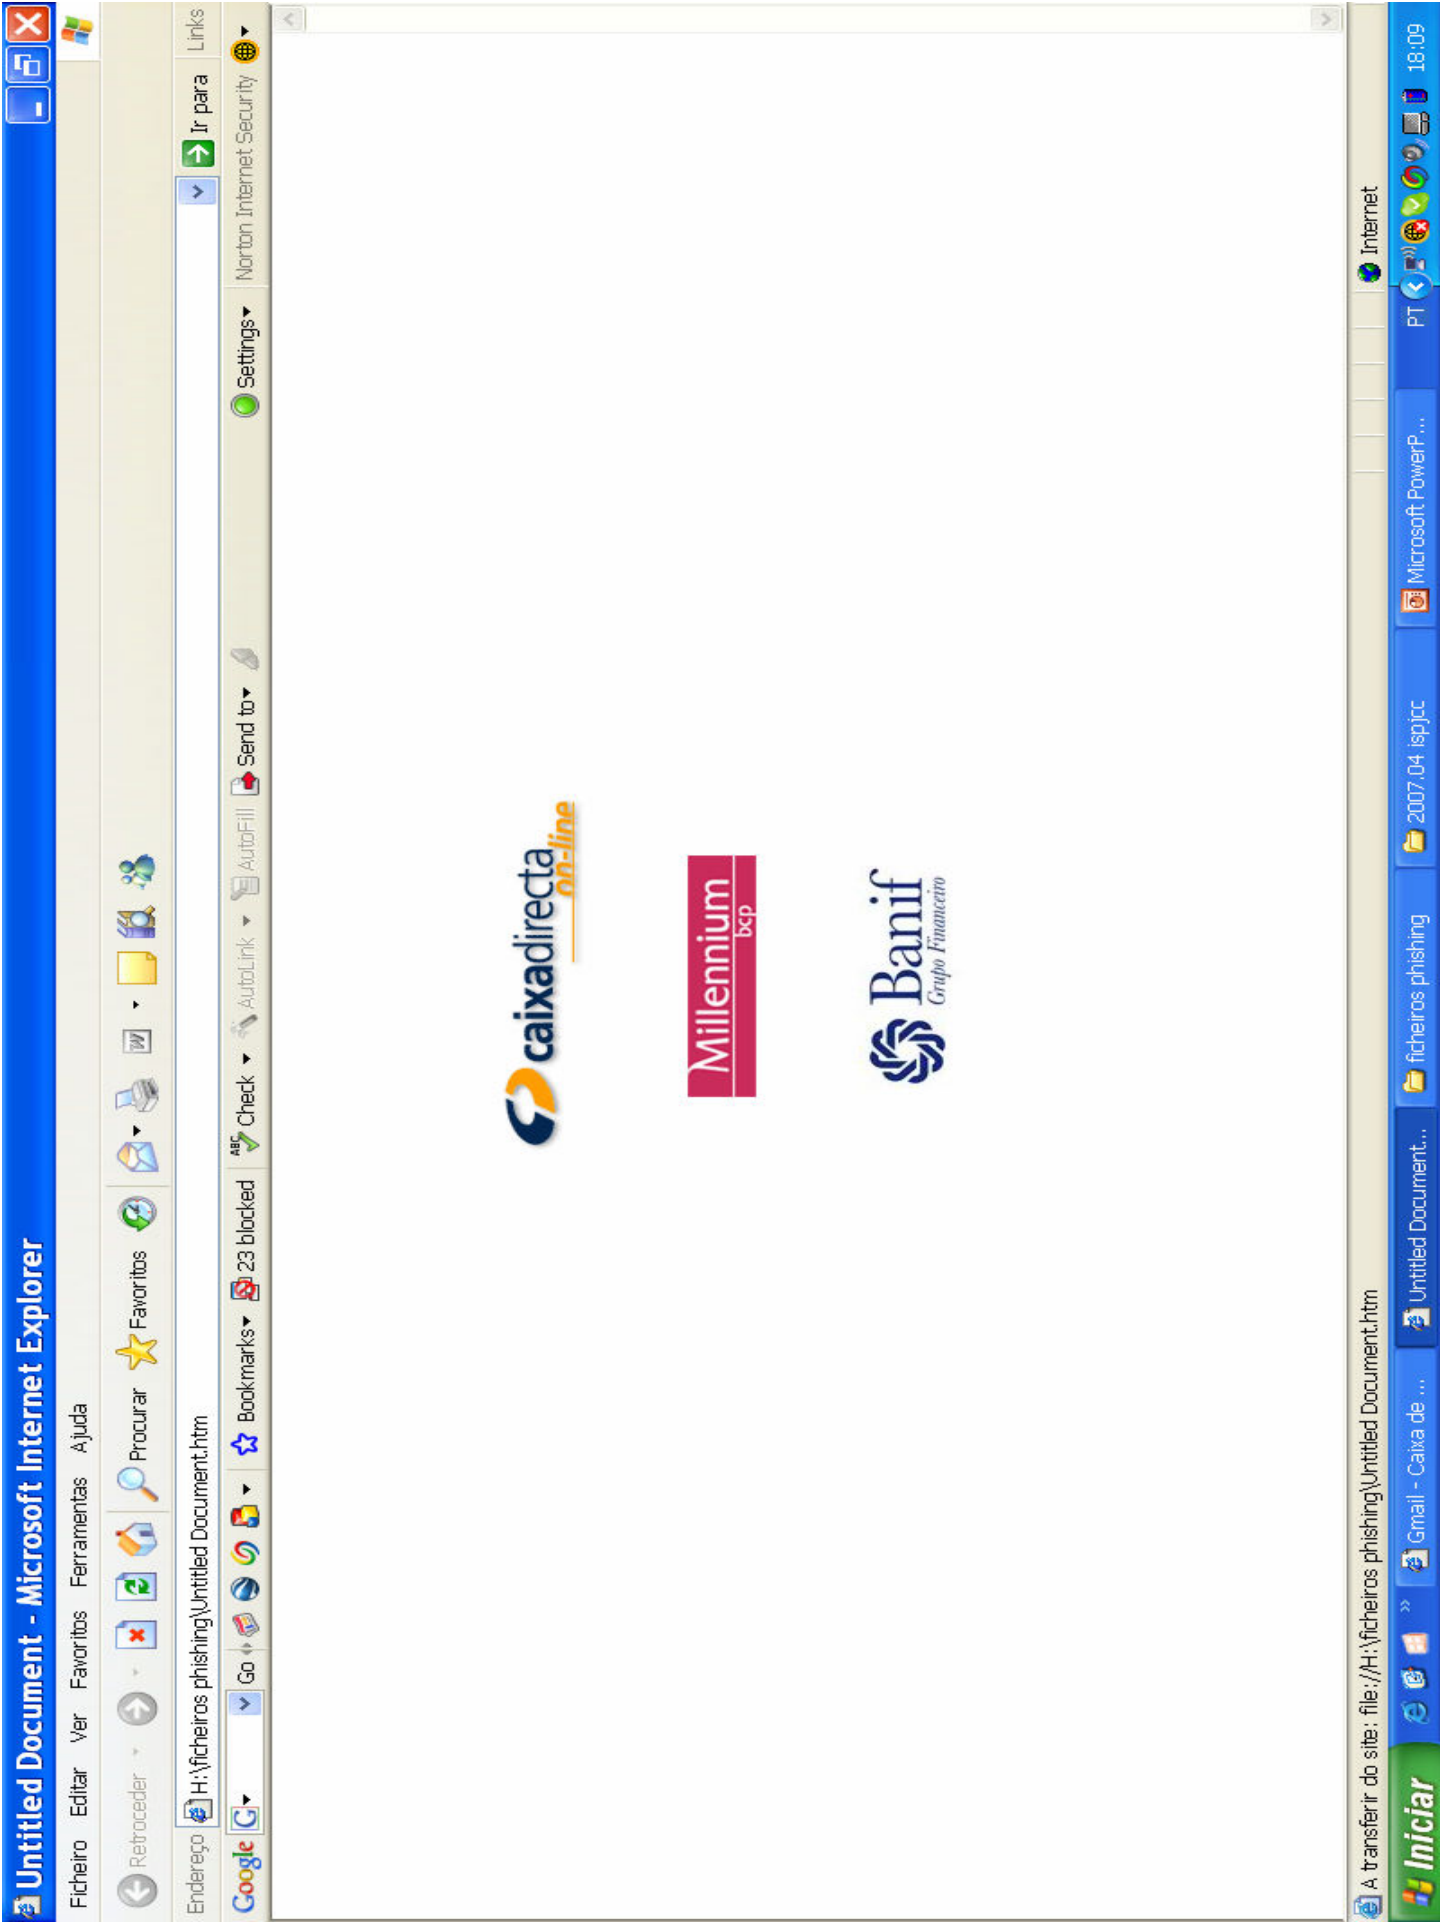 Untitled Document - Microsoft Internet Explorer
Ficheiro Editar Ver Favoritos Ferramentas Ajuda
Retroceder Procurar Favoritos
Endereço H:\ficheiros phishing\Untitled Document.htm Ir para Links
Google G Go Bookmarks 23 blocked ABC Check AutoLink AutoFill Send to Settings Norton Internet Security
caixadirecta
on-line
Millennium
bcp
Banif
Grupo Financeiro
A transferir do site: file://H:\ficheiros phishing\Untitled Document.htm Internet
Iniciar » Gmail - Caixa de ... Untitled Document... ficheiros phishing 2007.04 ispjcc Microsoft PowerP... PT 18:09